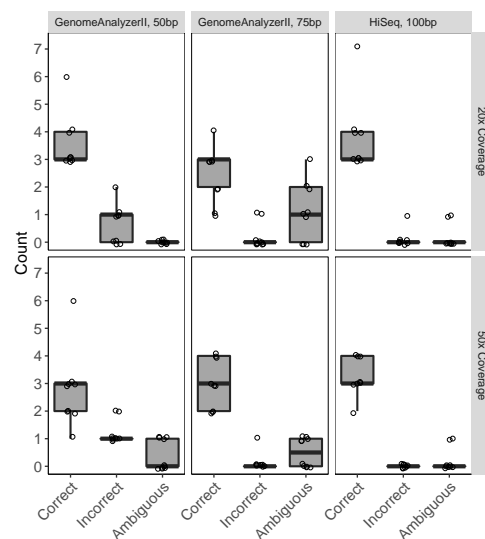 GenomeAnalyzerII, 50bp
GenomeAnalyzerII, 75bp
HiSeq, 100bp
7
6
5
4
3
2
1
0
20x Coverage
Count
7
6
5
4
3
2
1
0
50x Coverage
Correct
Incorrect
Ambiguous
Correct
Incorrect
Ambiguous
Correct
Incorrect
Ambiguous